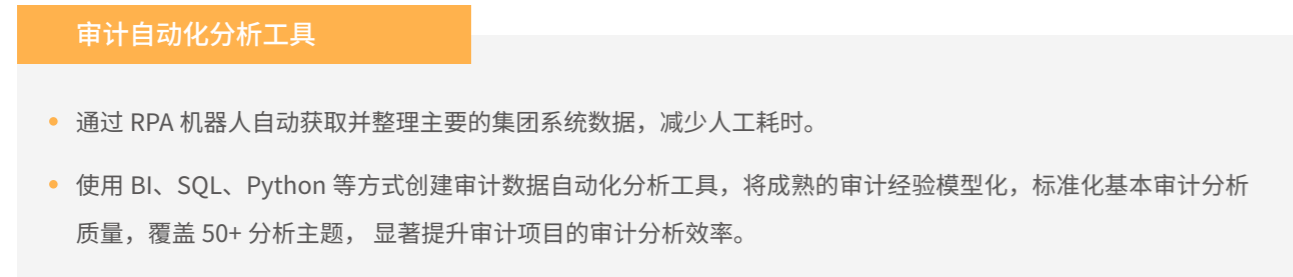 审计自动化分析工具
通过 RPA 机器人自动获取并整理主要的集团系统数据，减少人工耗时。
使用 BI、SQL、Python 等方式创建审计数据自动化分析工具，将成熟的审计经验模型化，标准化基本审计分析
质量，覆盖 50+ 分析主题， 显著提升审计项目的审计分析效率。